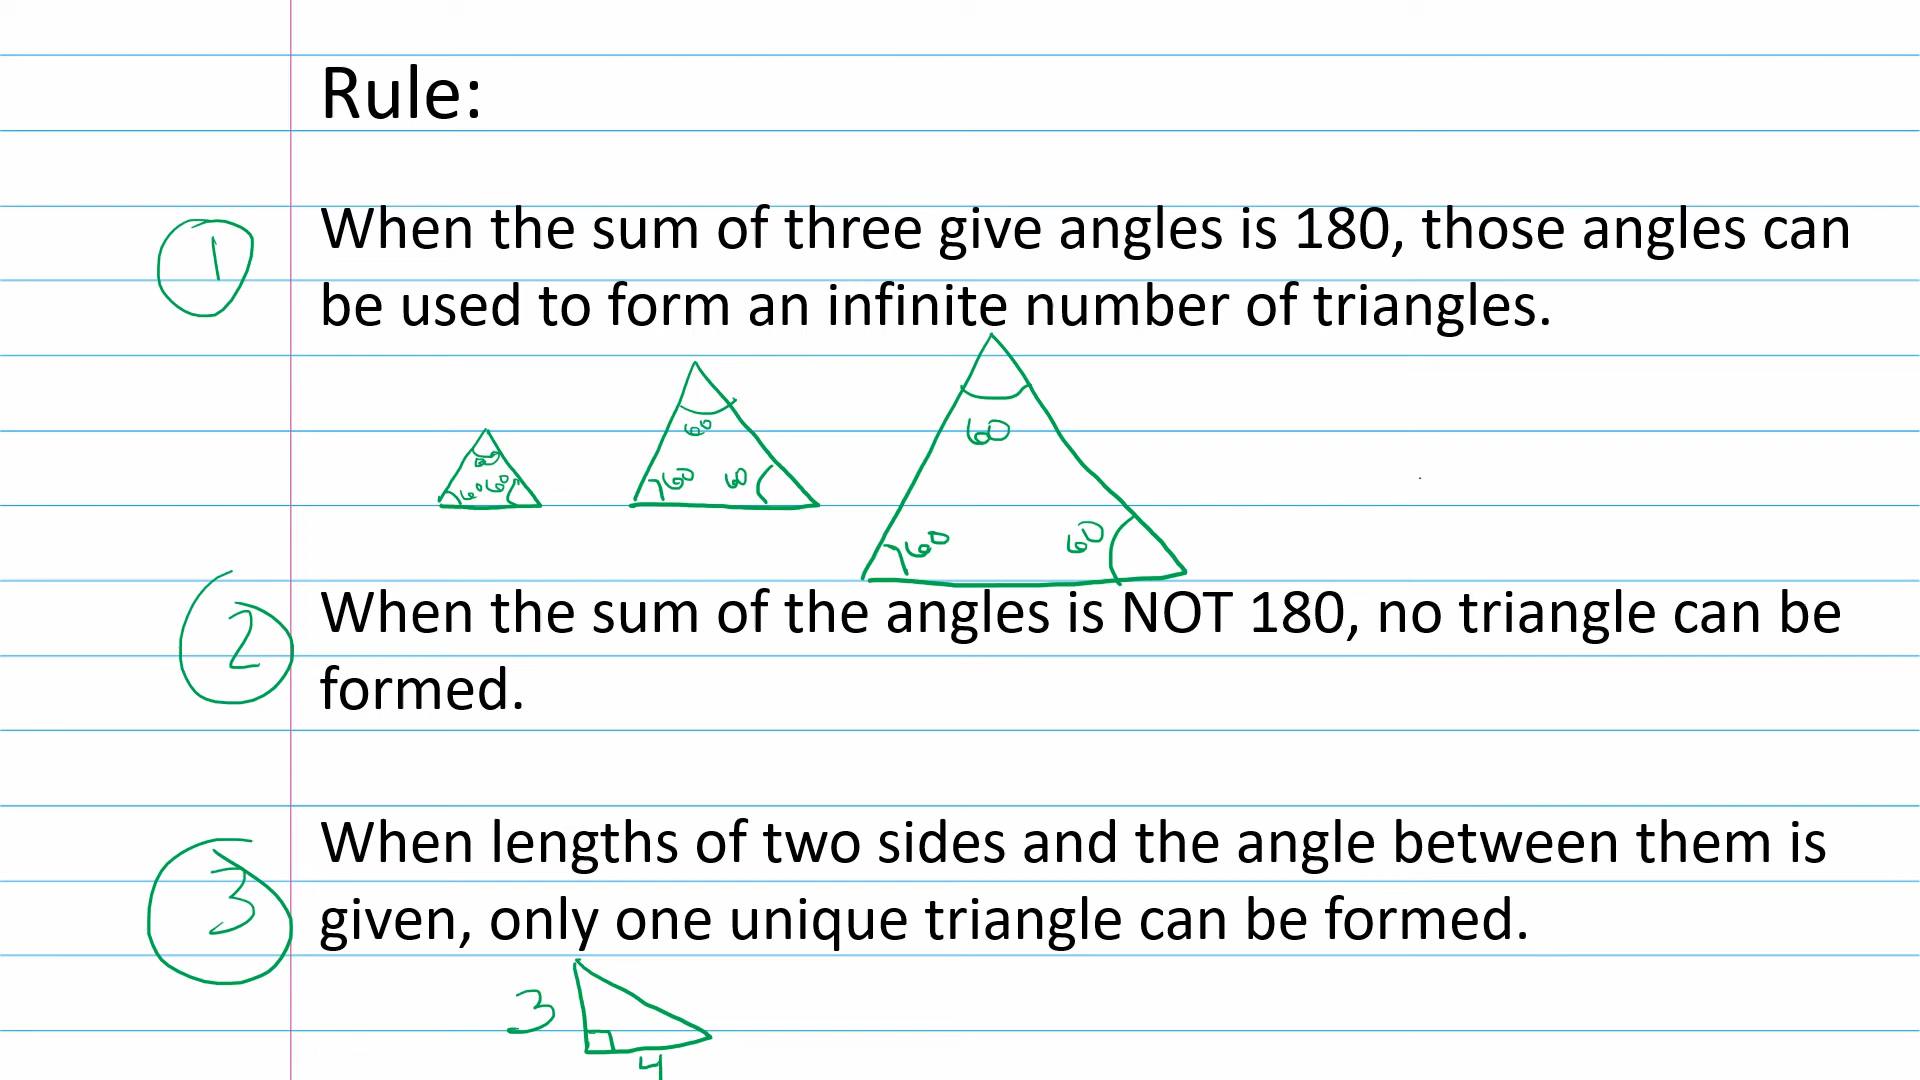 Rule:
1
When the sum of three give angles is 180, those angles can
be used to form an infinite number of triangles.
60
60 60
60
60 60
60
60 60
2
When the sum of the angles is NOT 180, no triangle can be
formed.
3
When lengths of two sides and the angle between them is
given, only one unique triangle can be formed.
3
4